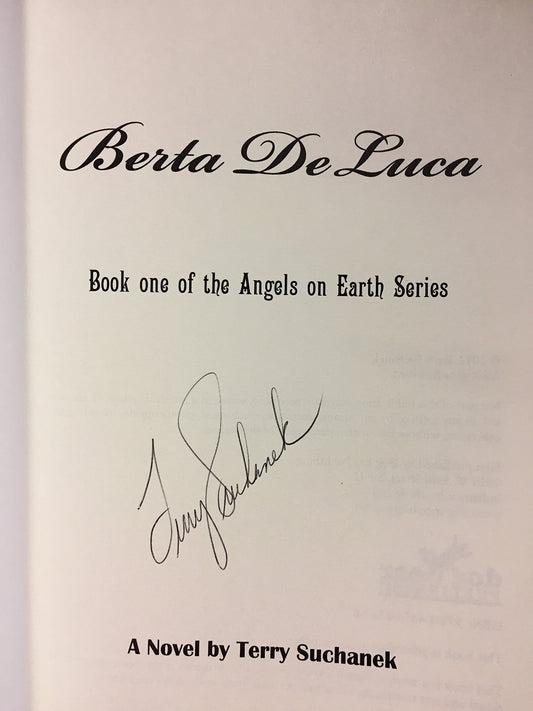 Berta De Luca
Book one of the Angels on Earth Series
Terry Suchanek
A Novel by Terry Suchanek